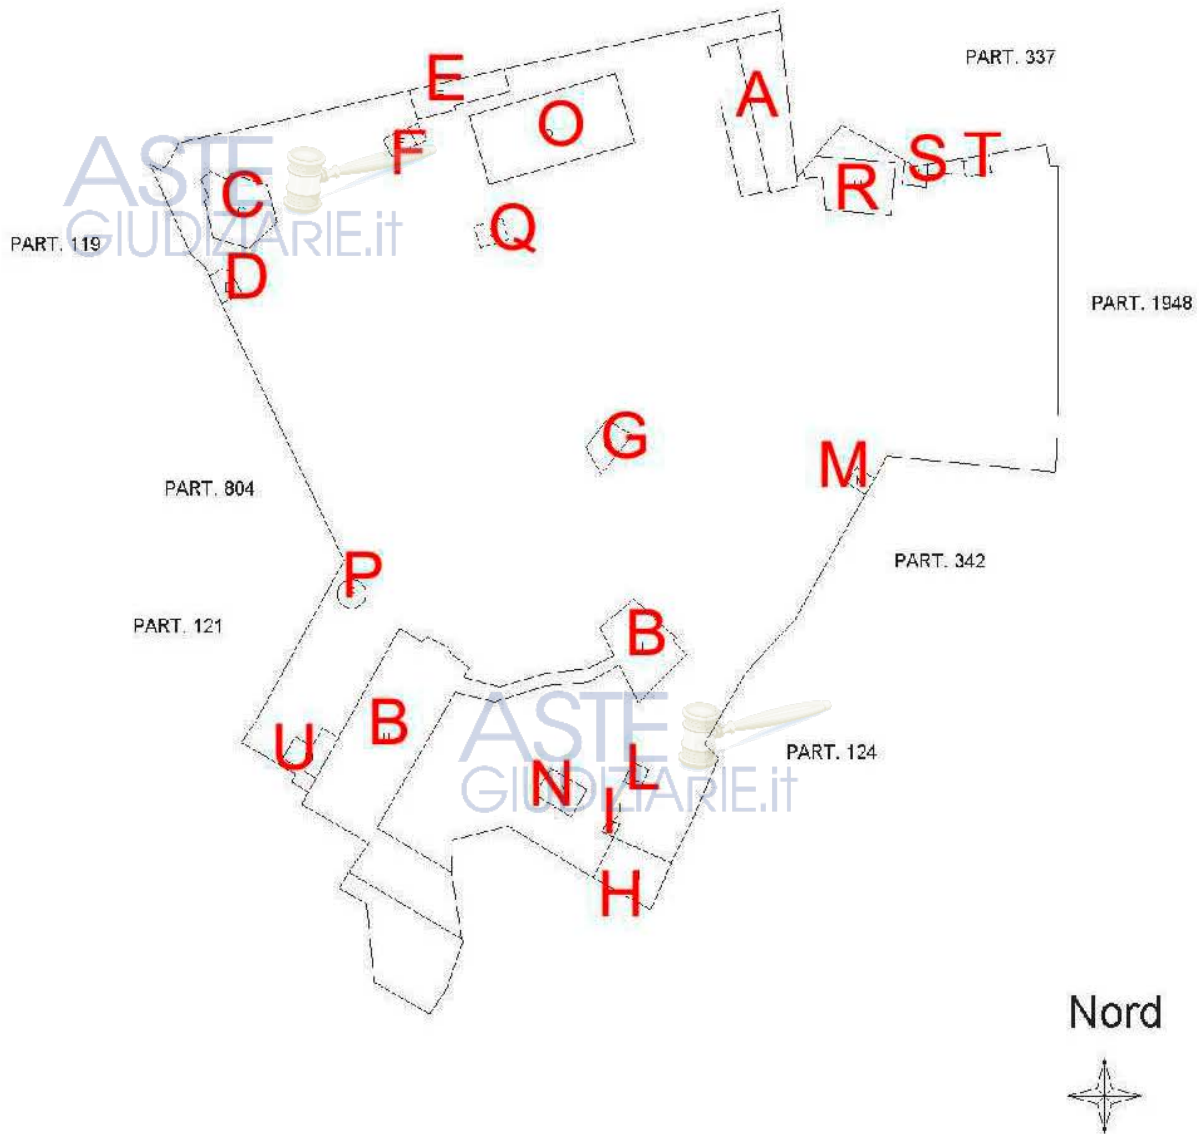 E
PART. 337
A
O
F
S T
ASTE
GIUDIZIARIE.it
C
R
Q
PART. 119
D
PART. 1948
G
M
PART. 804
PART. 342
P
PART. 121
B
B
ASTE
GIUDIZIARIE.it
U
PART. 124
L
N
I
H
Nord